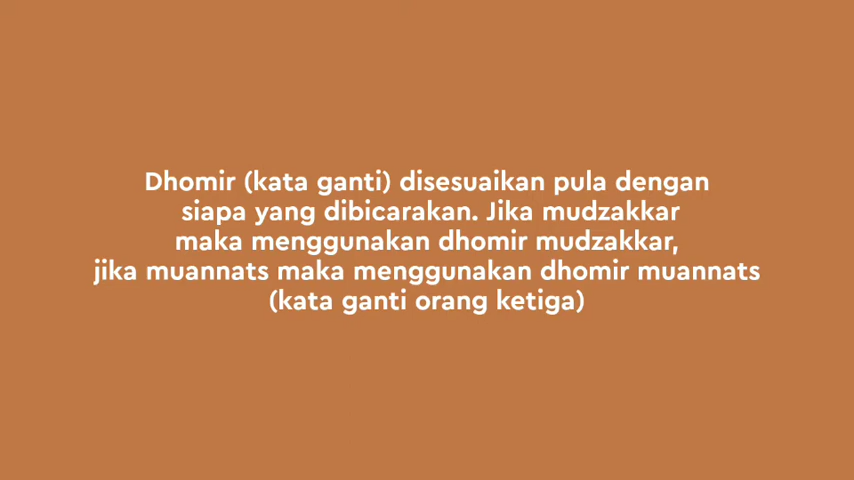 Dhomir (kata ganti) disesuaikan pula dengan
siapa yang dibicarakan. Jika mudzakkar
maka menggunakan dhomir mudzakkar,
jika muannats maka menggunakan dhomir muannats
(kata ganti orang ketiga)